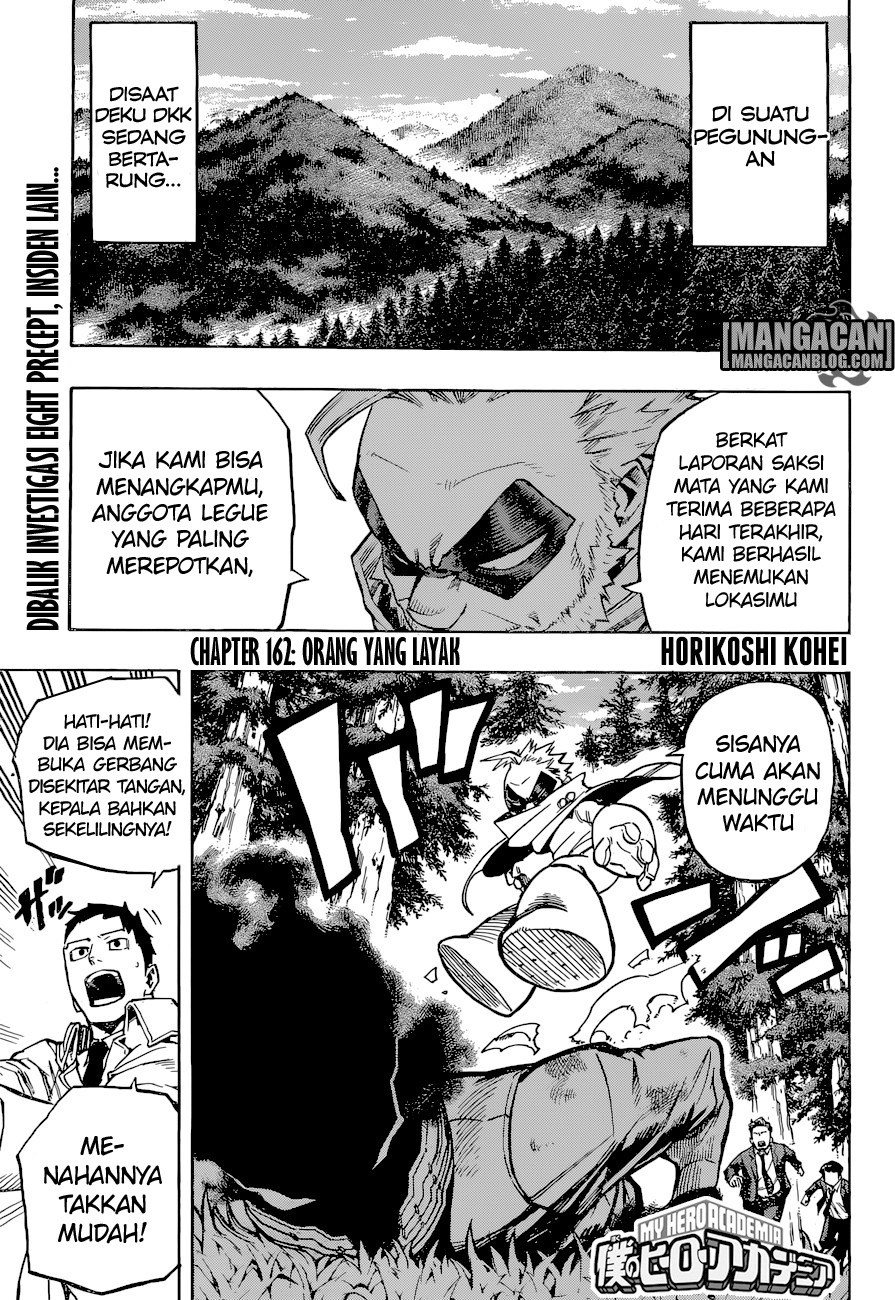 DI SUATU
PEGUNUNG-
AN
DISAAT
DEKU DKK
SEDANG
BERTA-
RUNG...
DIBALIK INVESTIGASI EIGHT PRECEPT, INSIDEN LAIN...
MANGACAN
MANGACANBLOG.COM
BERKAT
LAPORAN SAKSI
MATA YANG KAMI
TERIMA BEBERAPA
HARI TERAKHIR,
KAMI BERHASIL
MENEMUKAN
LOKASIMU
JIKA KAMI BISA
MENANGKAPMU,
ANGGOTA LEGUE
YANG PALING
MEREPOTKAN,
CHAPTER 162: ORANG YANG LAYAK
HORIKOSHI KOHEI
SISANYA
CUMA AKAN
MENUNGGU
WAKTU
HATI-HATI!
DIA BISA MEM-
BUKA GERBANG
DISEKITAR TANGAN,
KEPALA BAHKAN
SEKELILINGNYA!
ザッ
ME-
NAHANNYA
TAKKAN
MUDAH!
MY HERO ACADEMIA
僕のヒーローアカデミア